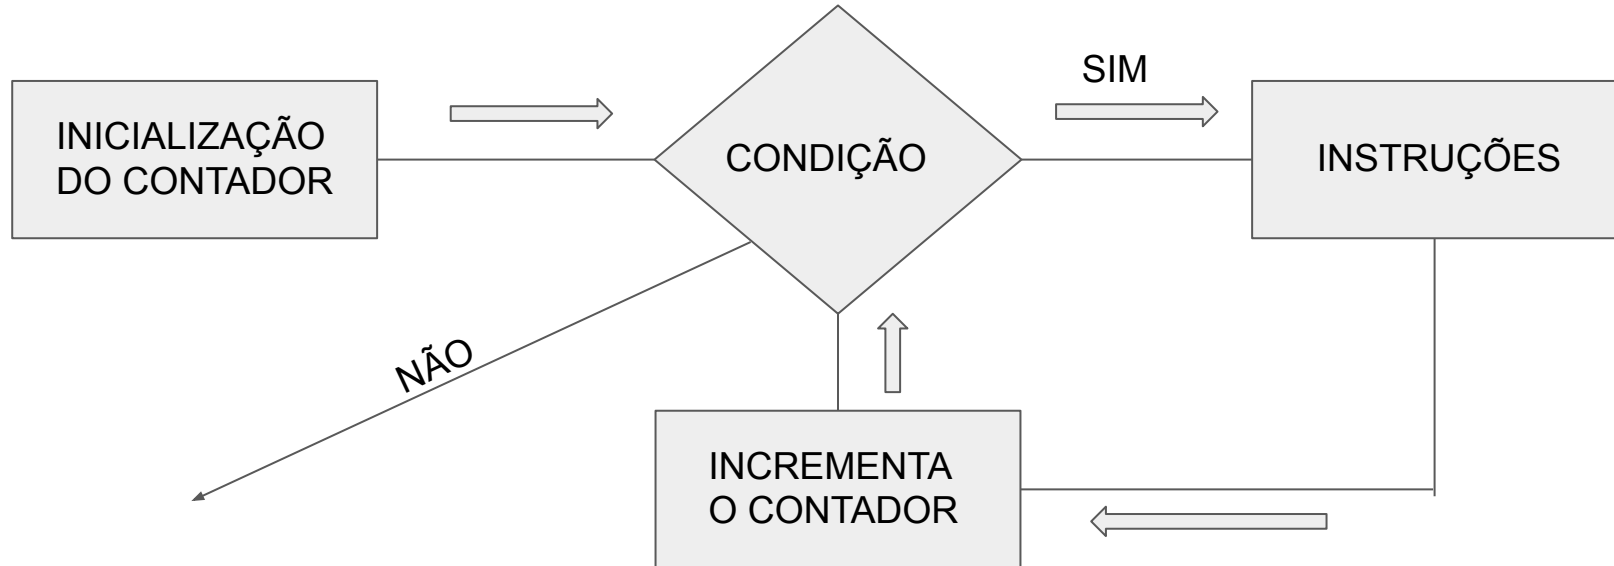 INICIALIZAÇÃO
DO CONTADOR
CONDIÇÃO
SIM
INSTRUÇÕES
NÃO
INCREMENTA
O CONTADOR